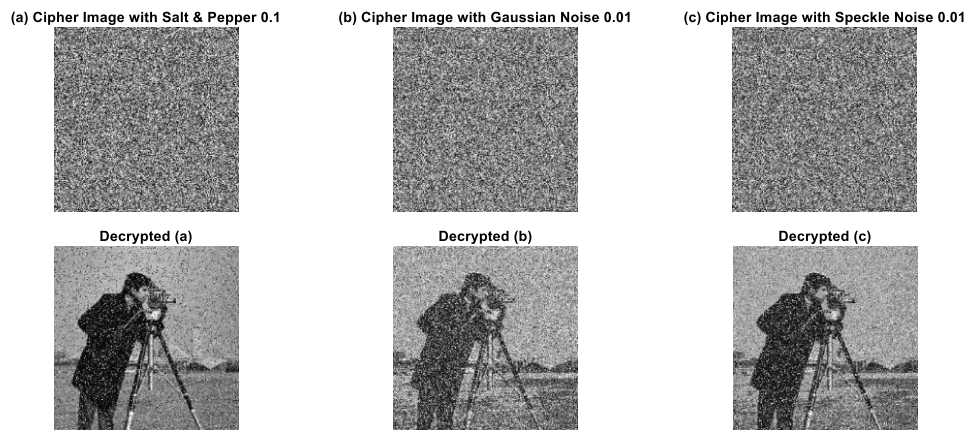 (a) Cipher Image with Salt & Pepper 0.1
(b) Cipher Image with Gaussian Noise 0.01
(c) Cipher Image with Speckle Noise 0.01
Decrypted (a)
Decrypted (b)
Decrypted (c)